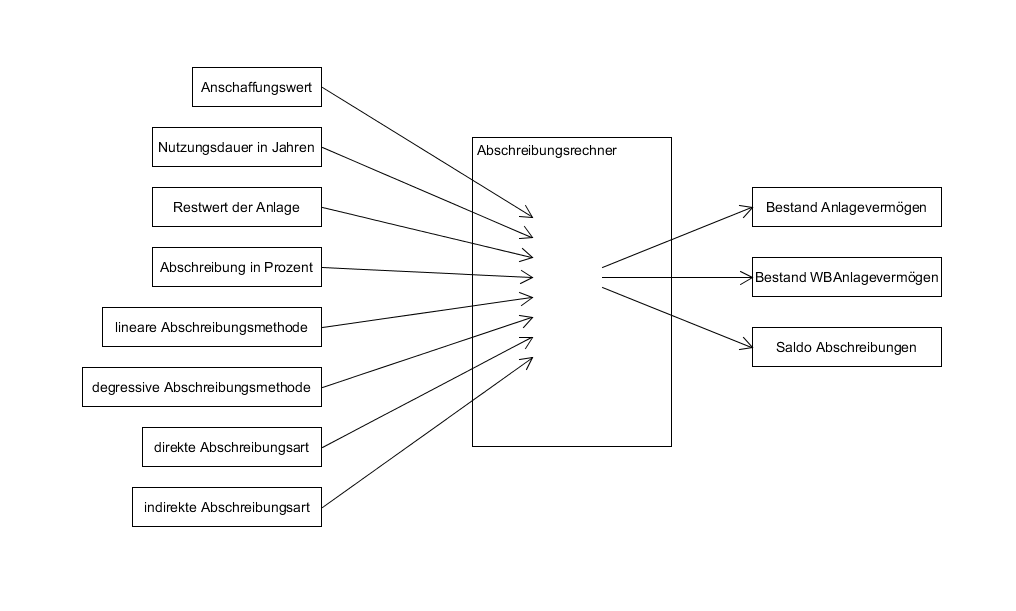 Anschaffungswert
Nutzungsdauer in Jahren
Restwert der Anlage
Abschreibung in Prozent
lineare Abschreibungsmethode
degressive Abschreibungsmethode
direkte Abschreibungsart
indirekte Abschreibungsart
Abschreibungsrechner
Bestand Anlagevermögen
Bestand WBAnlagevermögen
Saldo Abschreibungen